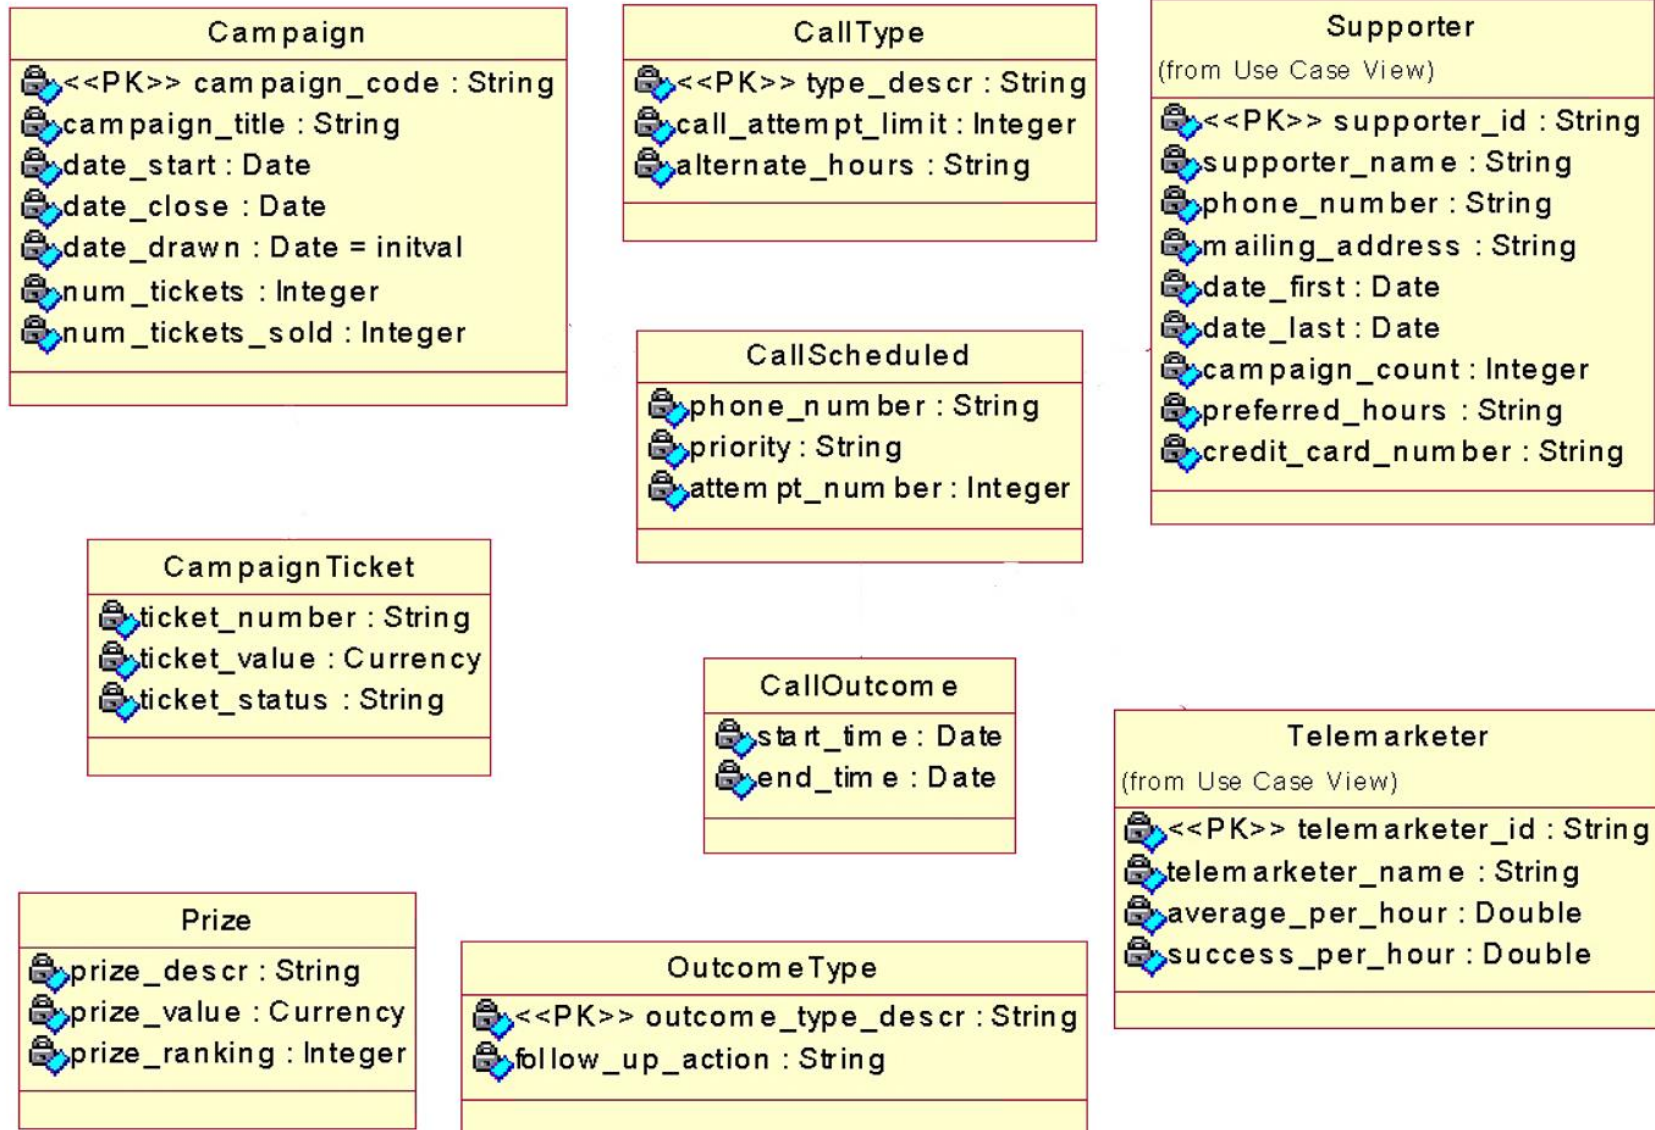 Campaign
<<PK>> campaign_code : String
campaign_title : String
date_start : Date
date_close : Date
date_drawn : Date = initval
num_tickets : Integer
num_tickets_sold : Integer
CallType
<<PK>> type_descr : String
call_attempt_limit : Integer
alternate_hours : String
Supporter
(from Use Case View)
<<PK>> supporter_id : String
supporter_name : String
phone_number : String
mailing_address : String
date_first : Date
date_last : Date
campaign_count : Integer
preferred_hours : String
credit_card_number : String
CallScheduled
phone_number : String
priority : String
attempt_number : Integer
CampaignTicket
ticket_number : String
ticket_value : Currency
ticket_status : String
CallOutcome
start_time : Date
end_time : Date
Telemarketer
(from Use Case View)
<<PK>> telemarketer_id : String
telemarketer_name : String
average_per_hour : Double
success_per_hour : Double
Prize
prize_descr : String
prize_value : Currency
prize_ranking : Integer
OutcomeType
<<PK>> outcome_type_descr : String
follow_up_action : String